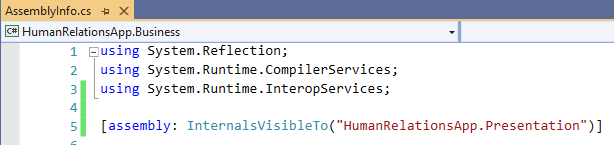 AssemblyInfo.cs
C# HumanRelationsApp.Business
1 using System.Reflection;
2 using System.Runtime.CompilerServices;
3 using System.Runtime.InteropServices;
4
5 [assembly: InternalsVisibleTo("HumanRelationsApp.Presentation")]